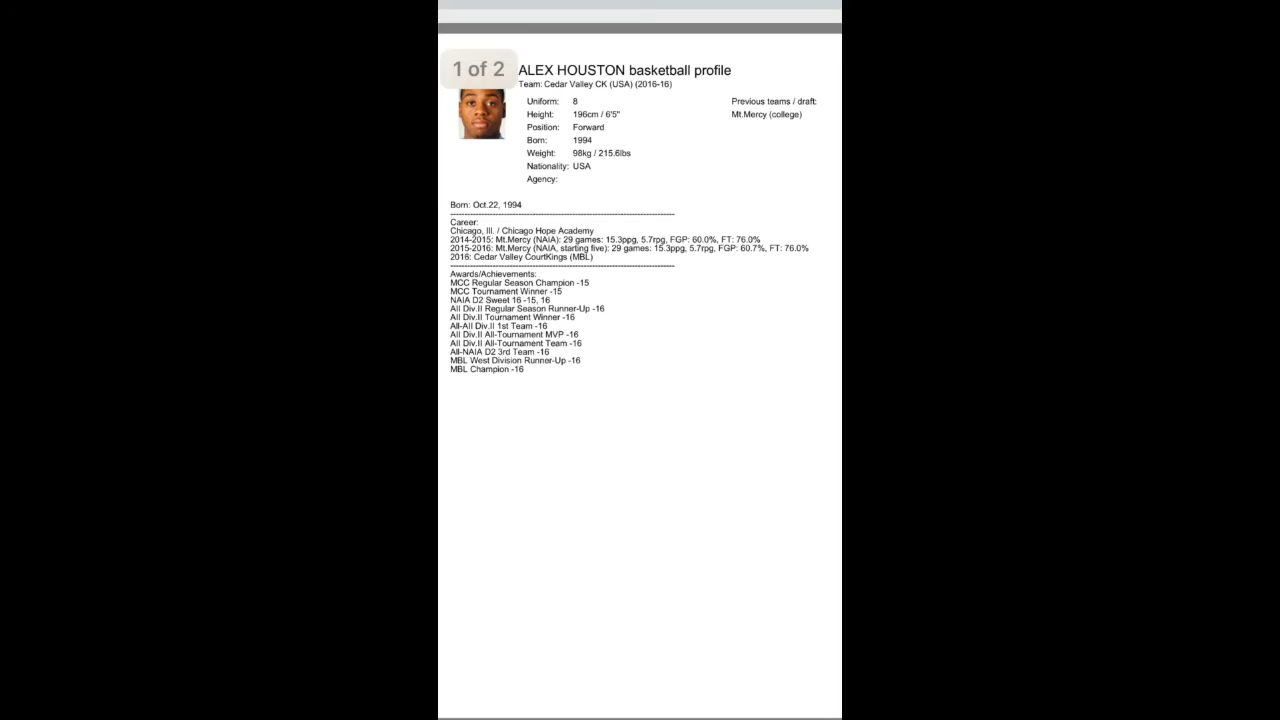 1 of 2
ALEX HOUSTON basketball profile
Team: Cedar Valley CK (USA) (2016-16)
Uniform: 8
Height: 196cm / 6'5"
Position: Forward
Born: 1994
Weight: 98kg / 215.6lbs
Nationality: USA
Agency:
Previous teams / draft:
Mt.Mercy (college)
Born: Oct.22, 1994
--------------------------------------------------------------------------------
Career:
Chicago, Ill. / Chicago Hope Academy
2014-2015: Mt.Mercy (NAIA): 29 games: 15.3ppg, 5.7rpg, FGP: 60.0%, FT: 76.0%
2015-2016: Mt.Mercy (NAIA, starting five): 29 games: 15.3ppg, 5.7rpg, FGP: 60.7%, FT: 76.0%
2016: Cedar Valley CourtKings (MBL)
--------------------------------------------------------------------------------
Awards/Achievements:
MCC Regular Season Champion -15
MCC Tournament Winner -15
NAIA D2 Sweet 16 -15, 16
AII Div.II Regular Season Runner-Up -16
AII Div.II Tournament Winner -16
All-AII Div.II 1st Team -16
AII Div.II All-Tournament MVP -16
AII Div.II All-Tournament Team -16
All-NAIA D2 3rd Team -16
MBL West Division Runner-Up -16
MBL Champion -16